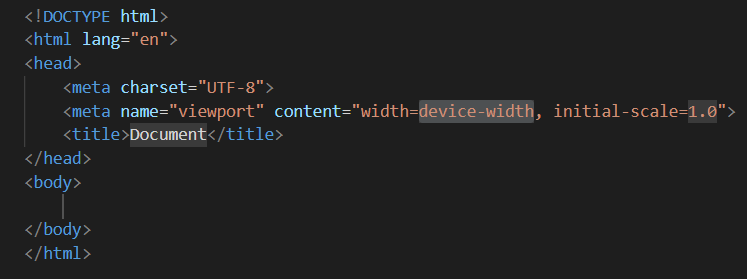 <!DOCTYPE html>
<html lang="en">
<head>
    <meta charset="UTF-8">
    <meta name="viewport" content="width=device-width, initial-scale=1.0">
    <title>Document</title>
</head>
<body>
</body>
</html>